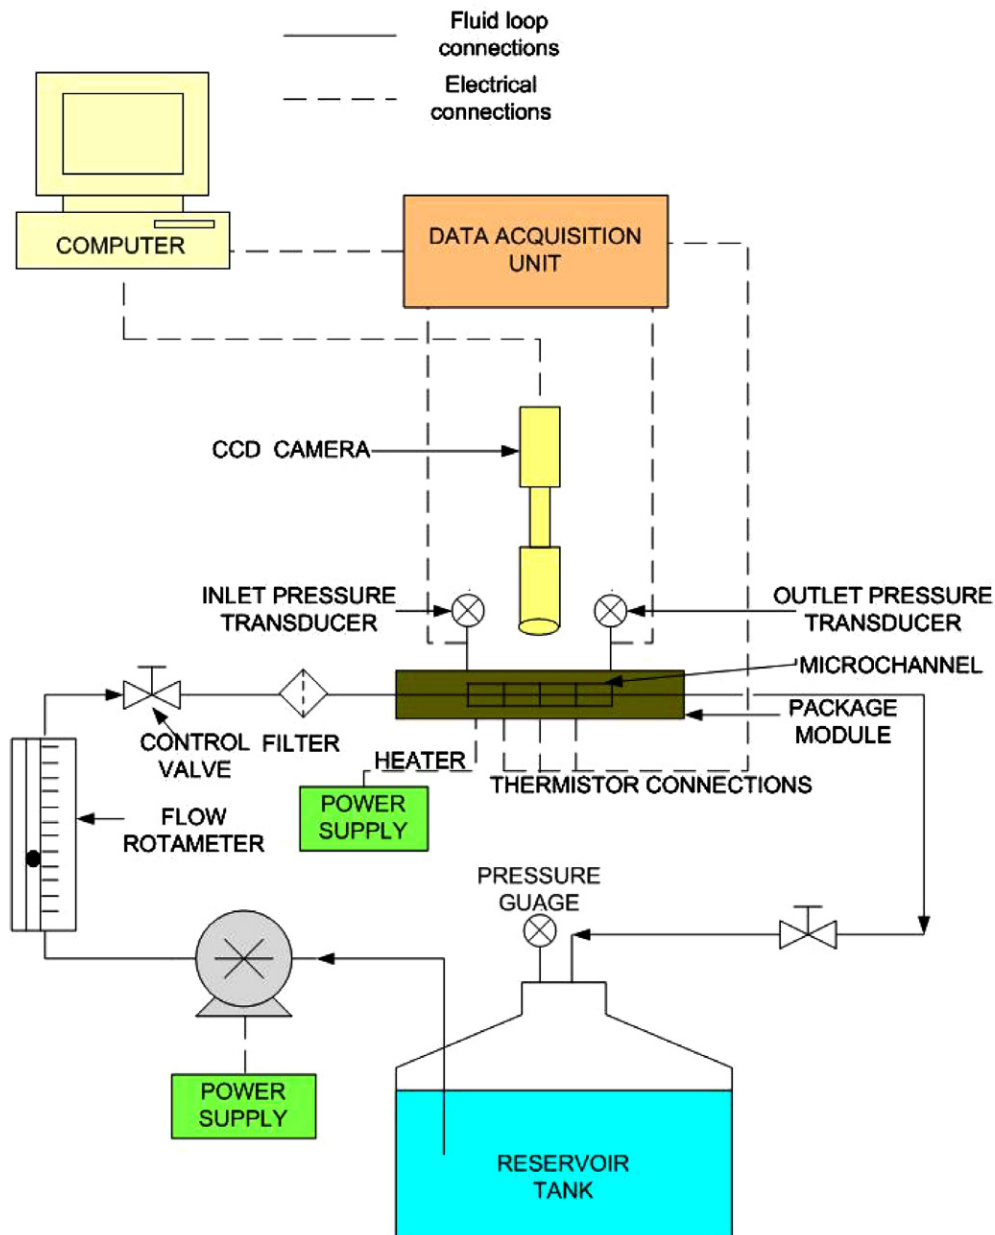 Fluid loop
connections
Electrical
connections
COMPUTER
DATA ACQUISITION
UNIT
CCD CAMERA
INLET PRESSURE
TRANSDUCER
OUTLET PRESSURE
TRANSDUCER
MICROCHANNEL
PACKAGE
MODULE
CONTROL
VALVE
FILTER
HEATER
THERMISTOR CONNECTIONS
POWER
SUPPLY
FLOW
ROTAMETER
PRESSURE
GUAGE
POWER
SUPPLY
RESERVOIR
TANK